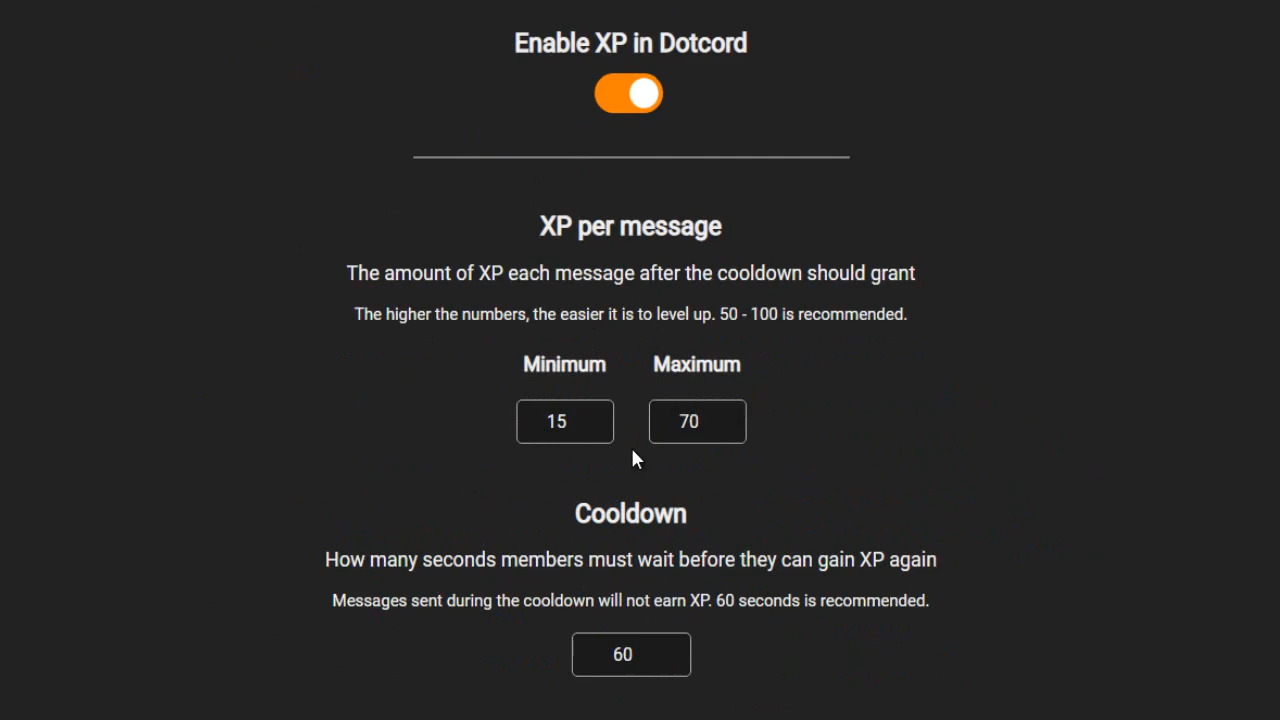 Enable XP in Dotcord
XP per message
The amount of XP each message after the cooldown should grant
The higher the numbers, the easier it is to level up. 50 - 100 is recommended.
Minimum Maximum
15 70
Cooldown
How many seconds members must wait before they can gain XP again
Messages sent during the cooldown will not earn XP. 60 seconds is recommended.
60